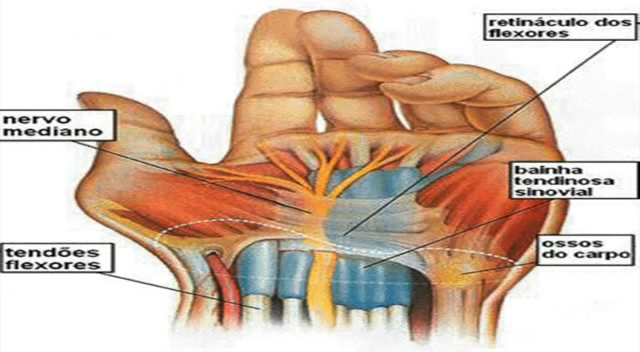 retináculo dos
flexores
nervo
mediano
bainha
tendinosa
sinovial
tendões
flexores
ossos
do carpo